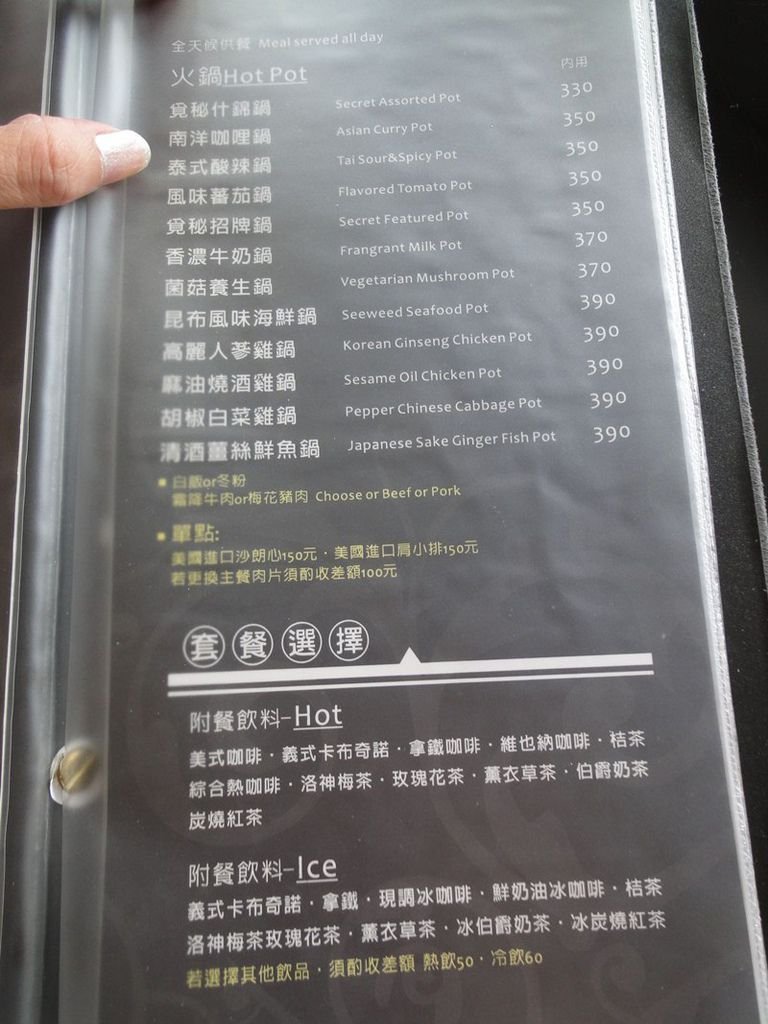 全天候供餐 Meal served all day
火鍋Hot Pot 內用
覓秘什錦鍋 Secret Assorted Pot 330
南洋咖哩鍋 Asian Curry Pot 350
泰式酸辣鍋 Tai Sour&Spicy Pot 350
風味蕃茄鍋 Flavored Tomato Pot 350
覓秘招牌鍋 Secret Featured Pot 350
香濃牛奶鍋 Frangrant Milk Pot 370
菌菇養生鍋 Vegetarian Mushroom Pot 370
昆布風味海鮮鍋 Seeweed Seafood Pot 390
高麗人蔘雞鍋 Korean Ginseng Chicken Pot 390
麻油燒酒雞鍋 Sesame Oil Chicken Pot 390
胡椒白菜雞鍋 Pepper Chinese Cabbage Pot 390
清酒薑絲鮮魚鍋 Japanese Sake Ginger Fish Pot 390
▪ 白飯or冬粉
霜降牛肉or梅花豬肉 Choose or Beef or Pork
▪ 單點:
美國進口沙朗心150元．美國進口肩小排150元
若更換主餐肉片須酌收差額100元
套餐選擇
附餐飲料-Hot
美式咖啡．義式卡布奇諾．拿鐵咖啡．維也納咖啡．桔茶
綜合熱咖啡．洛神梅茶．玫瑰花茶．薰衣草茶．伯爵奶茶
炭燒紅茶
附餐飲料-Ice
義式卡布奇諾．拿鐵．現調冰咖啡．鮮奶油冰咖啡．桔茶
洛神梅茶玫瑰花茶．薰衣草茶．冰伯爵奶茶．冰炭燒紅茶
若選擇其他飲品．須酌收差額 熱飲50．冷飲60